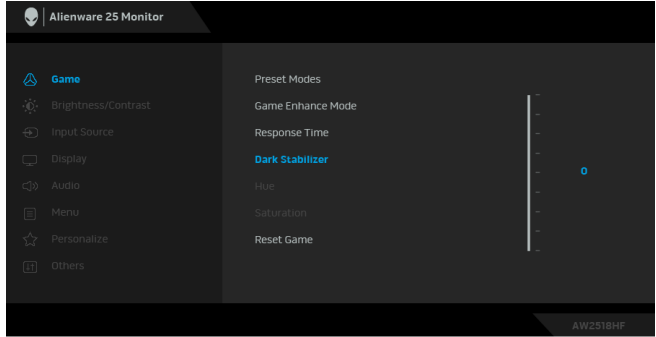 Alienware 25 Monitor
Game
Brightness/Contrast
Input Source
Display
Audio
Menu
Personalize
Others
Preset Modes
Game Enhance Mode
Response Time
Dark Stabilizer
Hue
Saturation
Reset Game
0
AW2518HF